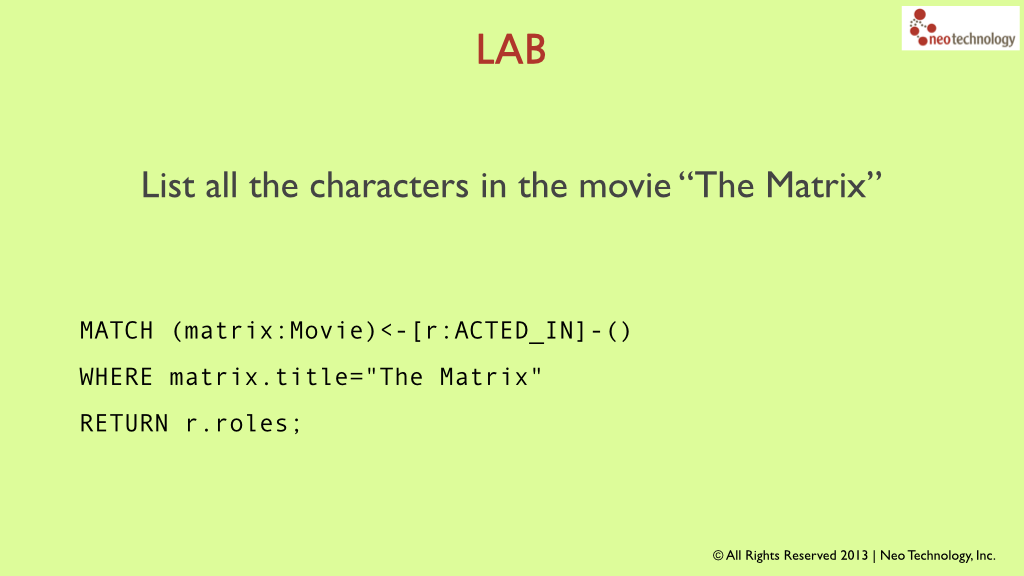 neotechnology
LAB
List all the characters in the movie “The Matrix”
MATCH (matrix:Movie)<-[r:ACTED_IN]-()
WHERE matrix.title="The Matrix"
RETURN r.roles;
© All Rights Reserved 2013 | Neo Technology, Inc.